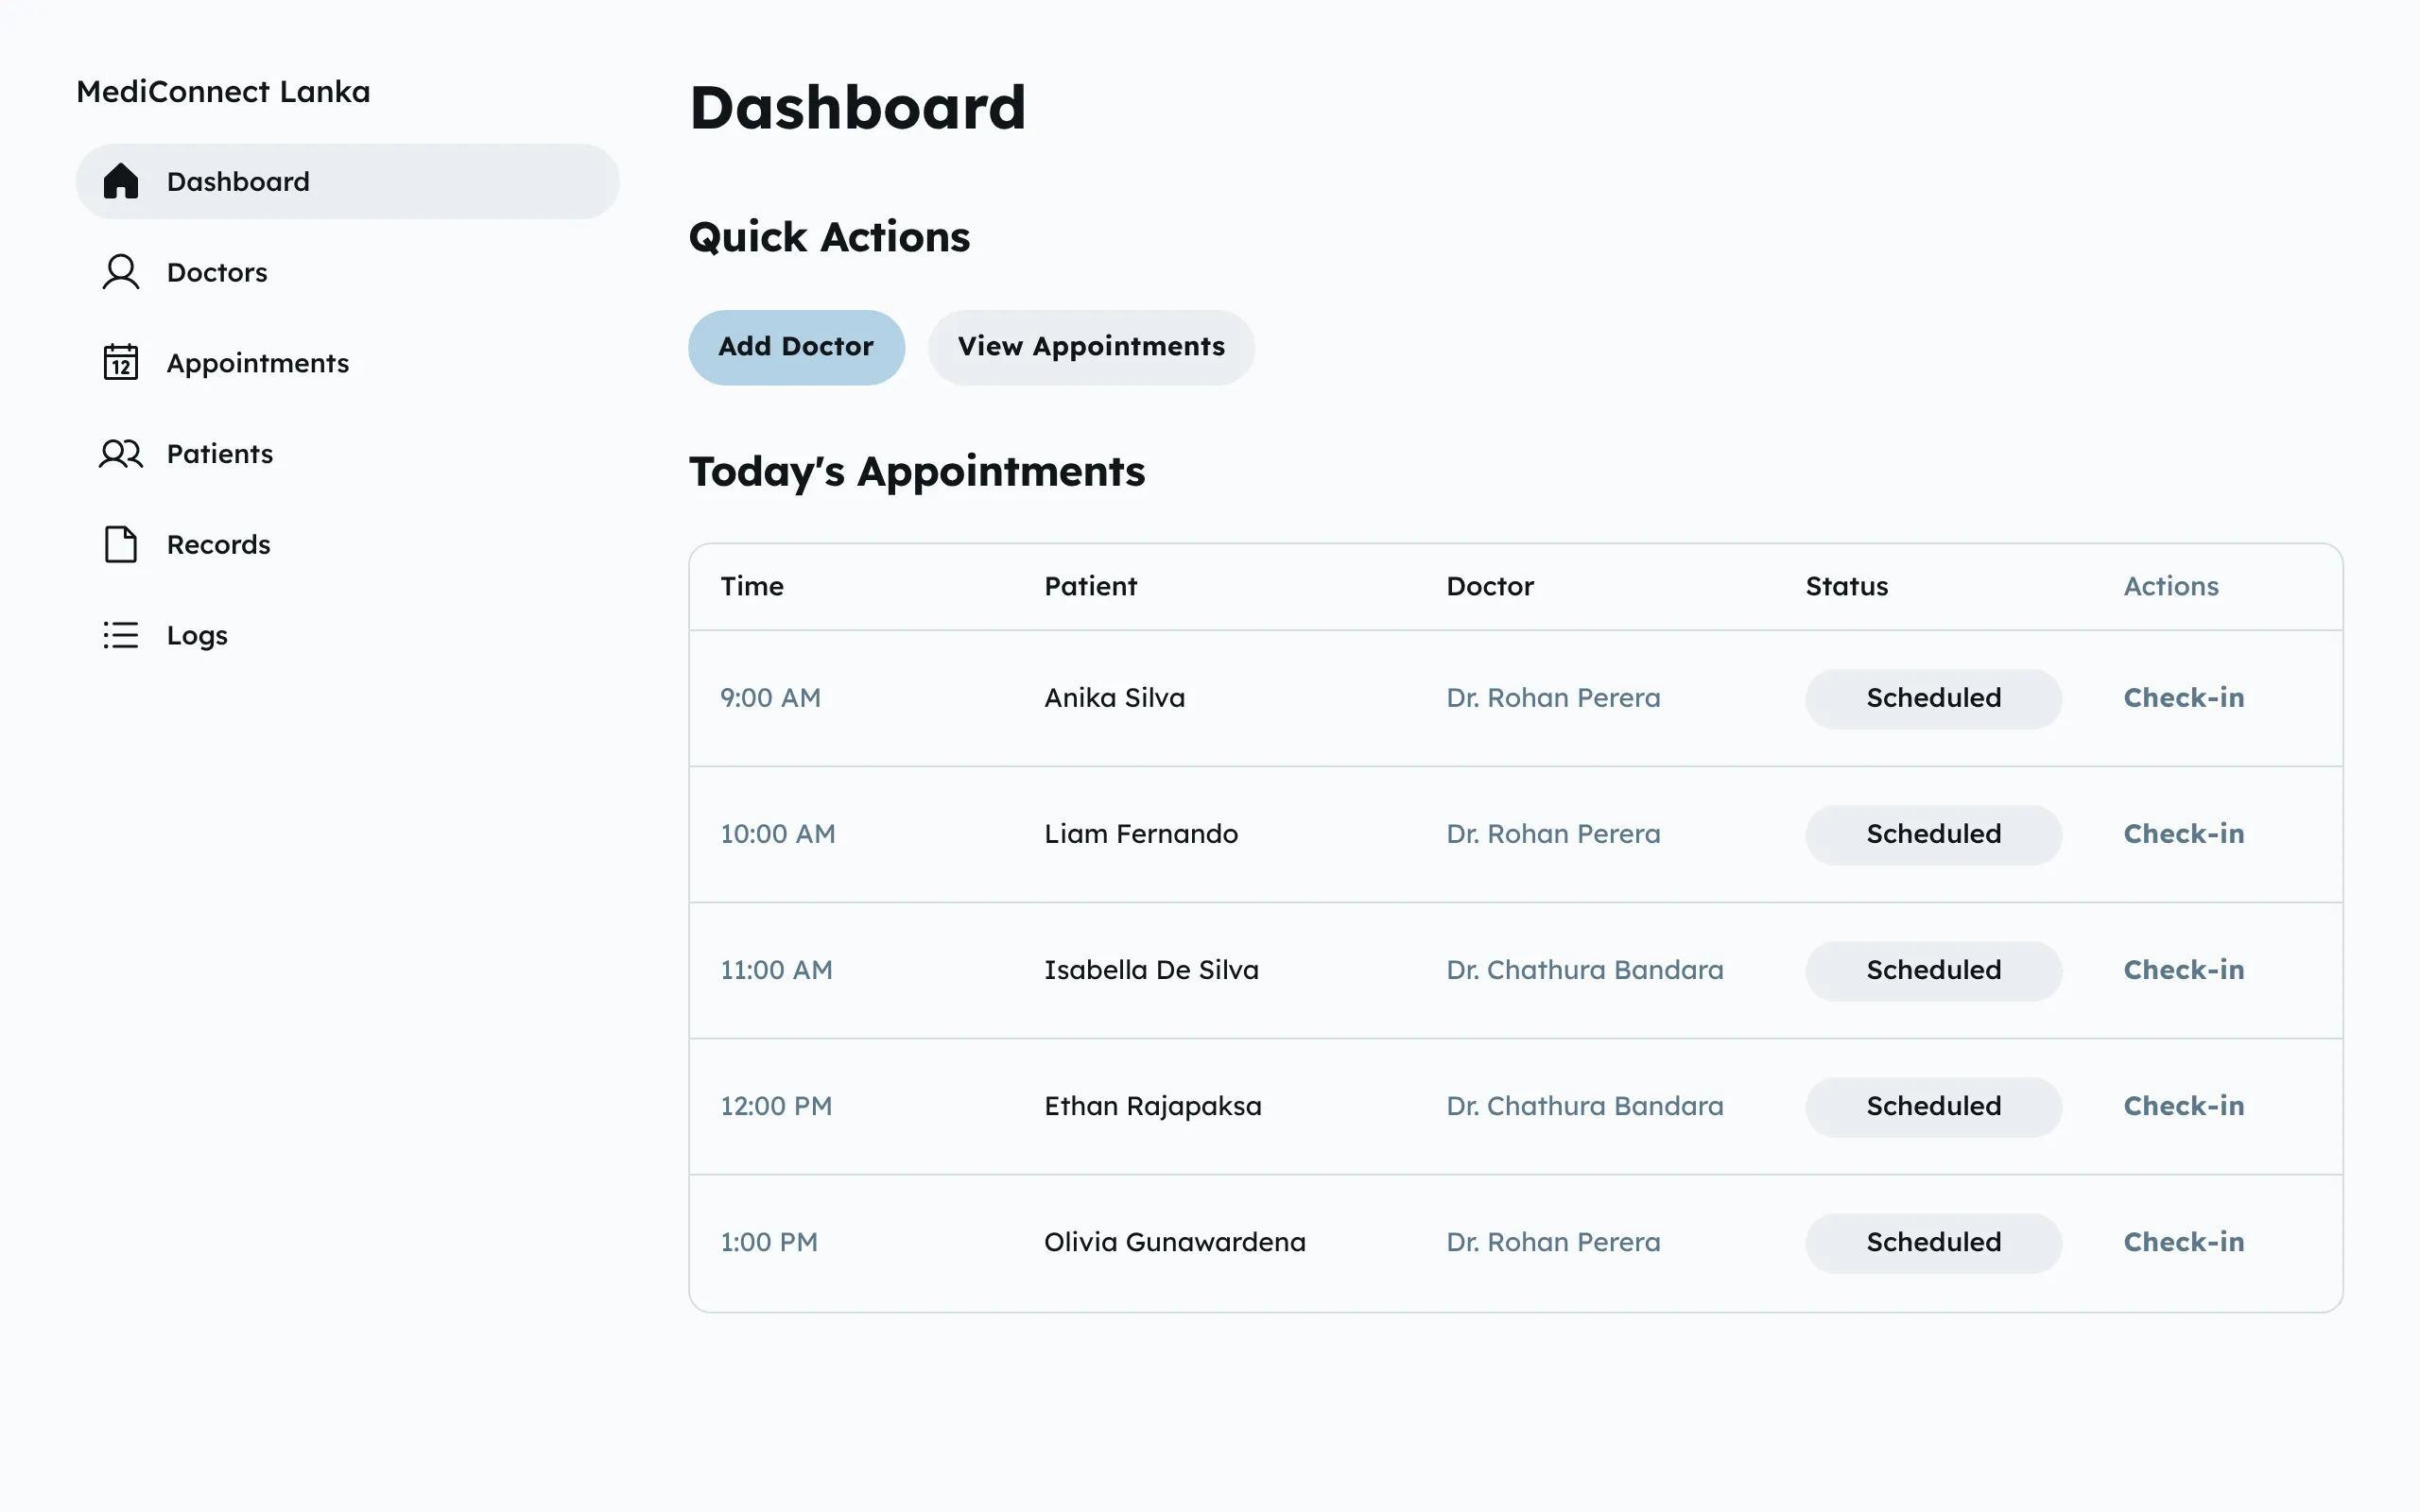 MediConnect Lanka
Dashboard
Doctors
12
Appointments
Patients
Records
Logs
Dashboard
Quick Actions
Add Doctor View Appointments
Today's Appointments
Time Patient Doctor Status Actions
9:00 AM Anika Silva Dr. Rohan Perera Scheduled Check-in
10:00 AM Liam Fernando Dr. Rohan Perera Scheduled Check-in
11:00 AM Isabella De Silva Dr. Chathura Bandara Scheduled Check-in
12:00 PM Ethan Rajapaksa Dr. Chathura Bandara Scheduled Check-in
1:00 PM Olivia Gunawardena Dr. Rohan Perera Scheduled Check-in